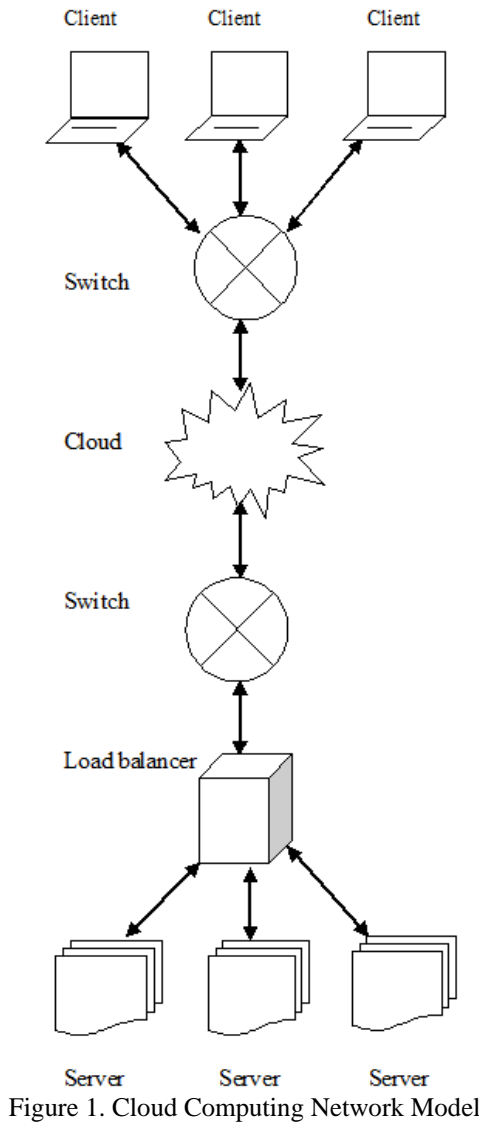 Client Client Client
Switch
Cloud
Switch
Load balancer
Server Server Server
Figure 1. Cloud Computing Network Model